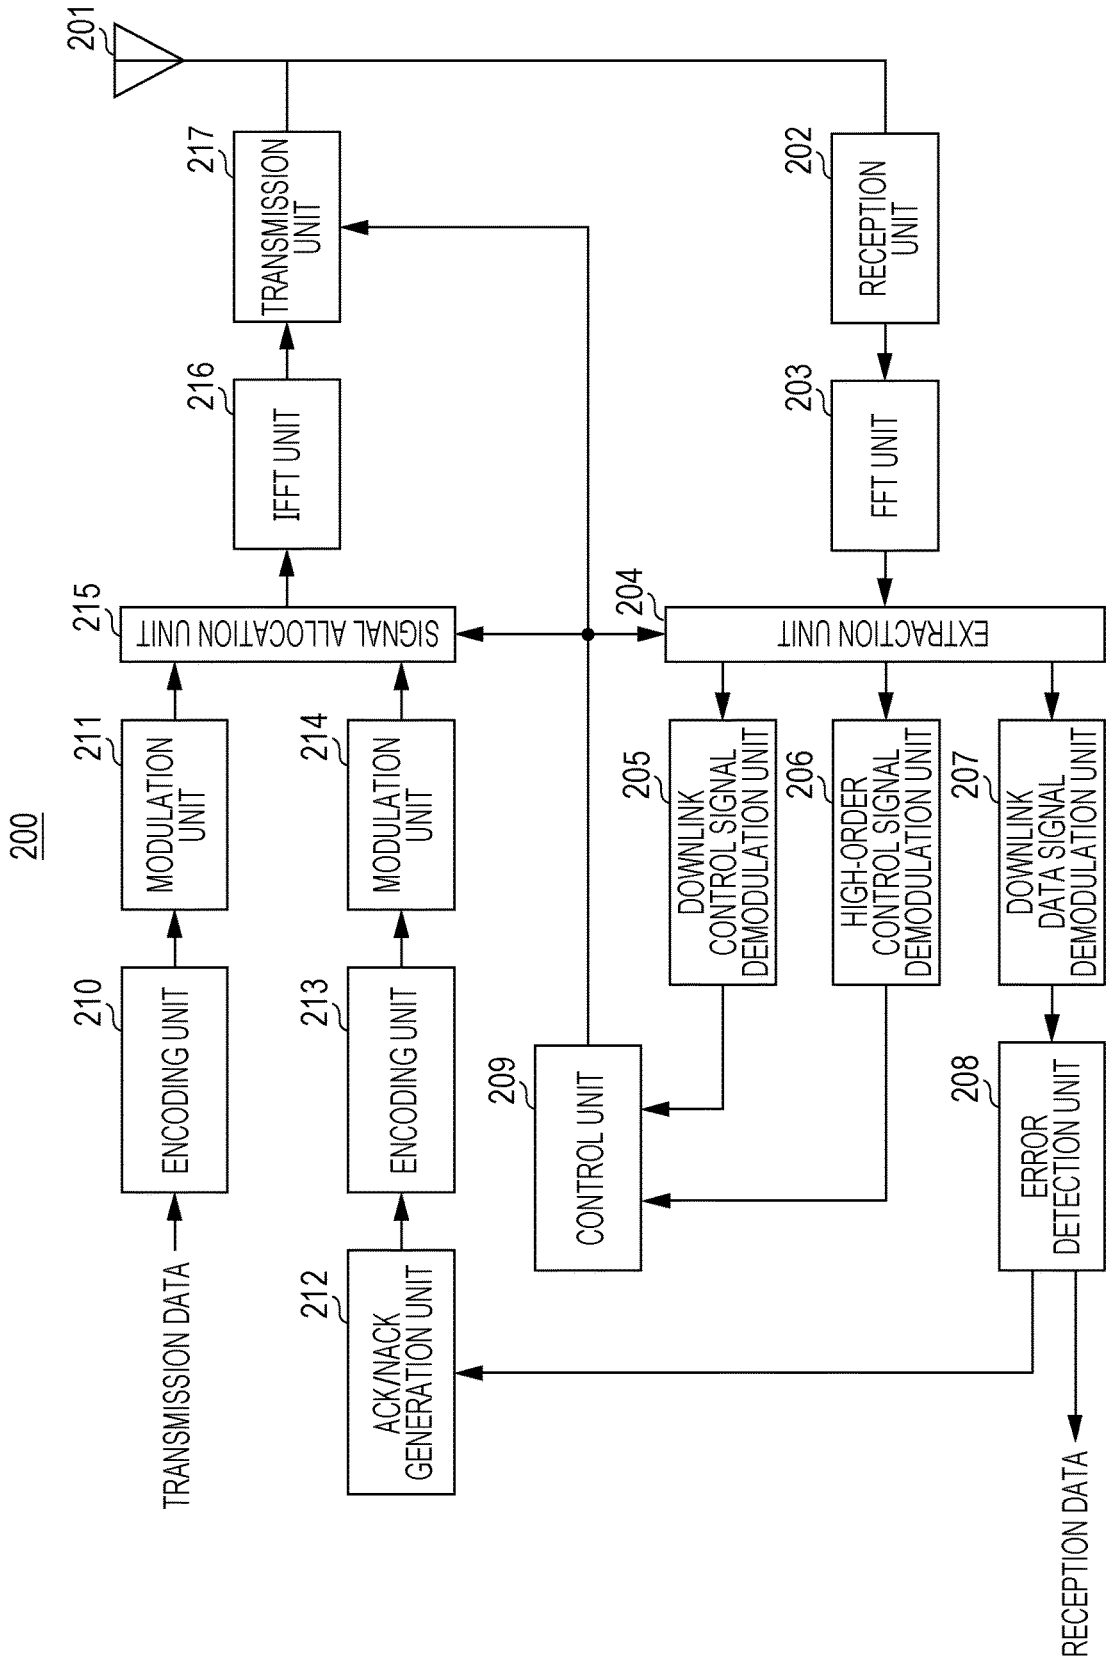 200
TRANSMISSION DATA
210
ENCODING UNIT
211
MODULATION
UNIT
215
SIGNAL ALLOCATION UNIT
216
IFFT UNIT
217
TRANSMISSION
UNIT
201
212
ACK/NACK
GENERATION UNIT
213
ENCODING UNIT
214
MODULATION
UNIT
209
CONTROL UNIT
205
DOWNLINK
CONTROL SIGNAL
DEMODULATION UNIT
204
EXTRACTION UNIT
203
FFT UNIT
202
RECEPTION
UNIT
206
HIGH-ORDER
CONTROL SIGNAL
DEMODULATION UNIT
208
ERROR
DETECTION UNIT
207
DOWNLINK
DATA SIGNAL
DEMODULATION UNIT
RECEPTION DATA